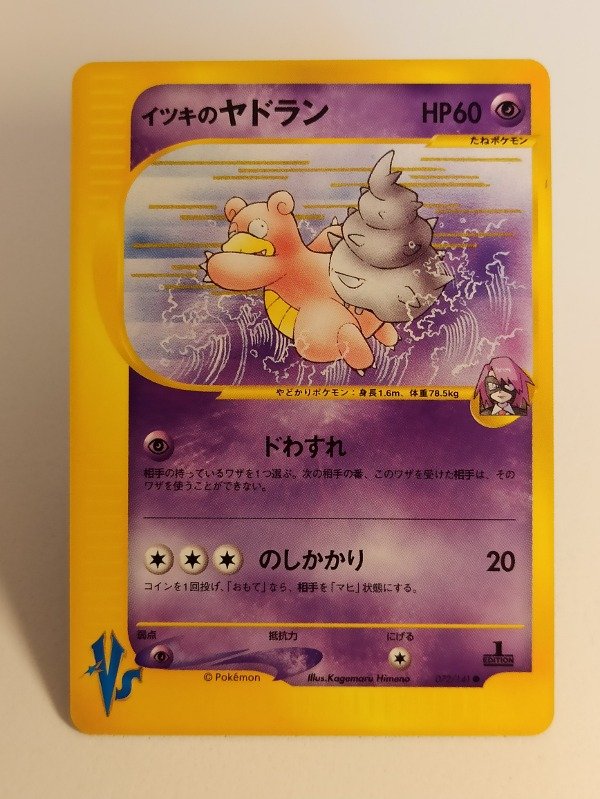 イツキのヤドラン HP60
たねポケモン
やどかりポケモン：身長1.6m、体重78.5kg
ドわすれ
相手の持っているワザを1つ選ぶ。次の相手の番、このワザを受けた相手は、その
ワザを使うことができない。
のしかかり 20
コインを1回投げ、「おもて」なら、相手を「マヒ」状態にする。
弱点 抵抗力 にげる
1
EDITION
VS
© Pokémon Illus.Kagemaru Himeno 072/141